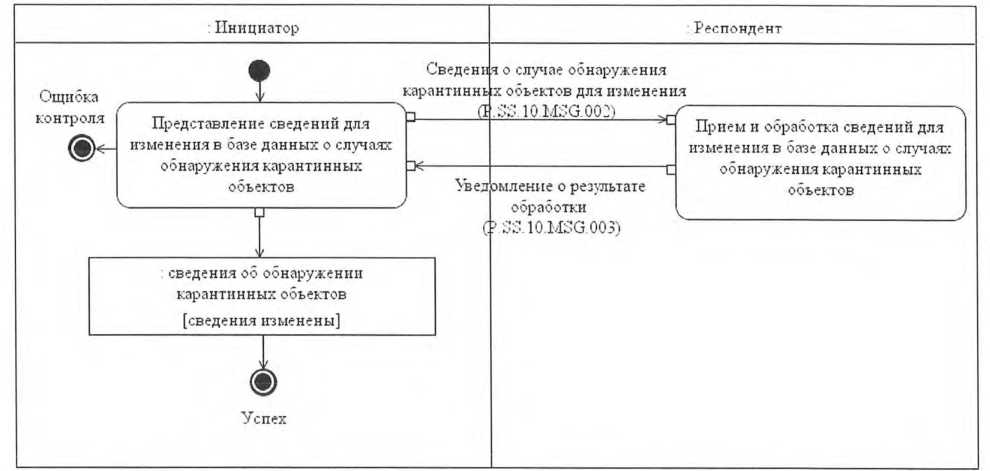 : Инициатор
: Респондент
Ошибка
контроля
Представление сведений для
изменения в базе данных о случаях
обнаружения карантинных
объектов
Сведения о случае обнаружения
карантинных объектов для изменения
(P.SS.10.MSG.002)
Прием и обработка сведений для
изменения в базе данных о случаях
обнаружения карантинных
объектов
Уведомление о результате
обработки
(P.SS.10.MSG.003)
: сведения об обнаружении
карантинных объектов
[сведения изменены]
Успех